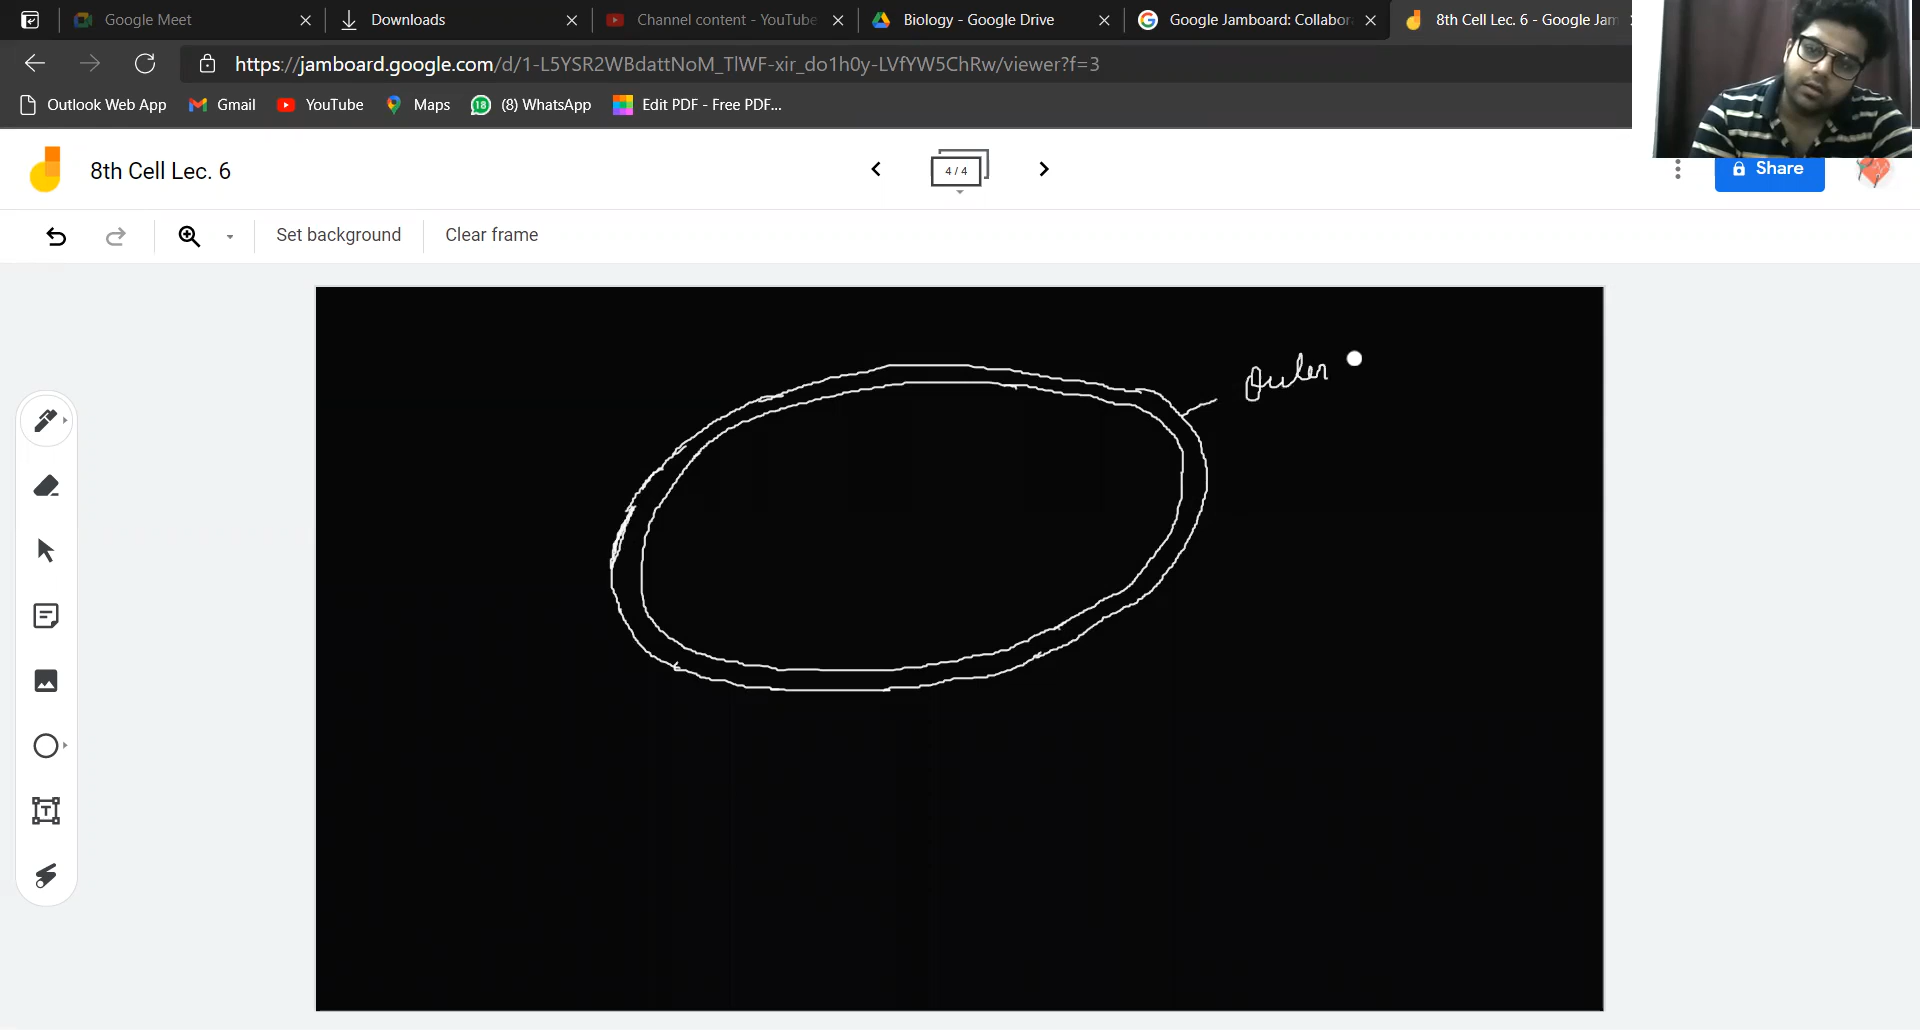 Google Meet
Downloads
Channel content - YouTube
Biology - Google Drive
Google Jamboard: Collabor
8th Cell Lec. 6 - Google Jam
https://jamboard.google.com/d/1-L5YSR2WBdattNoM_TlWF-xir_do1h0y-LVfYW5ChRw/viewer?f=3
Outlook Web App
Gmail
YouTube
Maps
18
(8) WhatsApp
Edit PDF - Free PDF...
8th Cell Lec. 6
4 / 4
Share
Set background
Clear frame
Outer
T